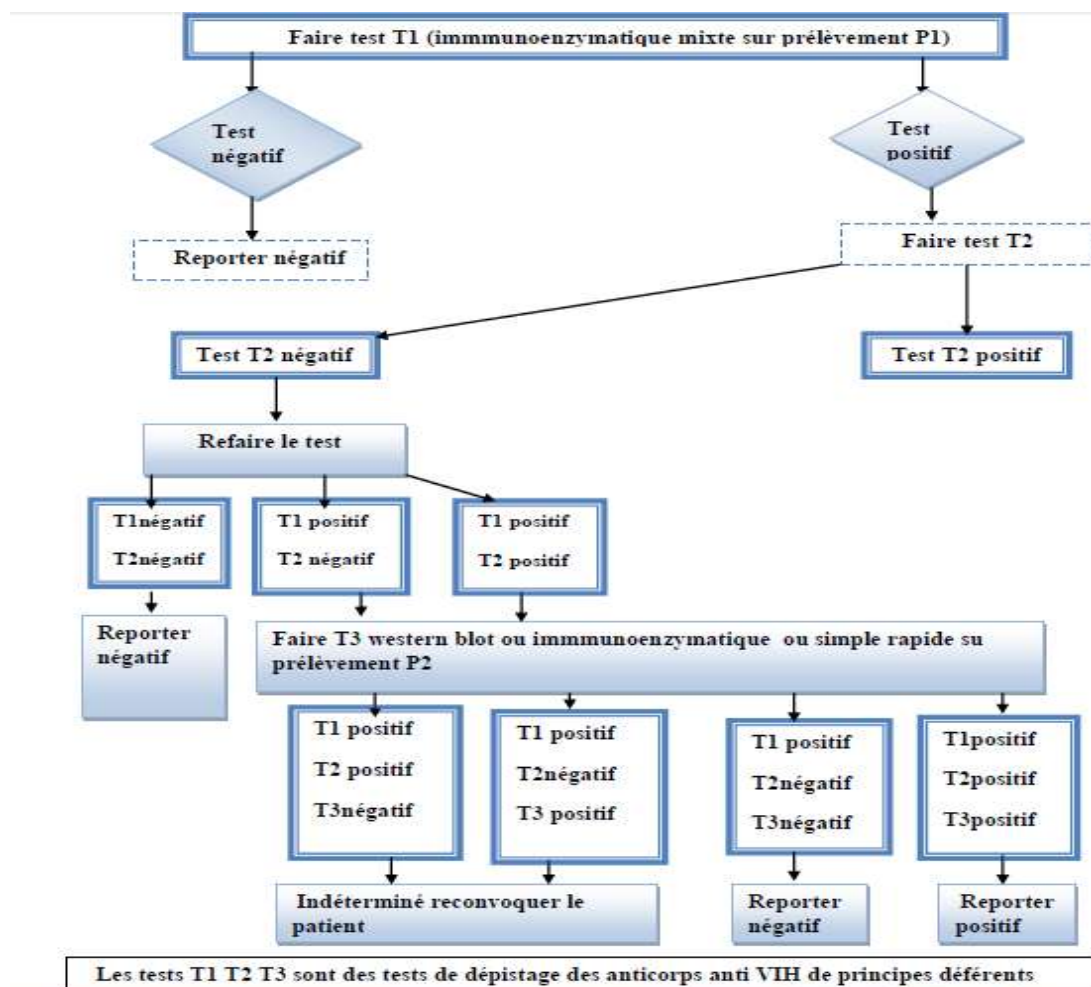 Faire test T1 (immmunoenzymatique mixte sur prélèvement P1)
Test
négatif
Test
positif
Reporter négatif
Faire test T2
Test T2 négatif
Test T2 positif
Refaire le test
T1négatif
T2négatif
T1 positif
T2 négatif
T1 positif
T2 positif
Reporter
négatif
Faire T3 western blot ou immmunoenzymatique ou simple rapide su
prélèvement P2
T1 positif
T2 positif
T3négatif
T1 positif
T2négatif
T3 positif
T1 positif
T2négatif
T3négatif
T1positif
T2positif
T3positif
Indéterminé reconvoquer le
patient
Reporter
négatif
Reporter
positif
Les tests T1 T2 T3 sont des tests de dépistage des anticorps anti VIH de principes déférents